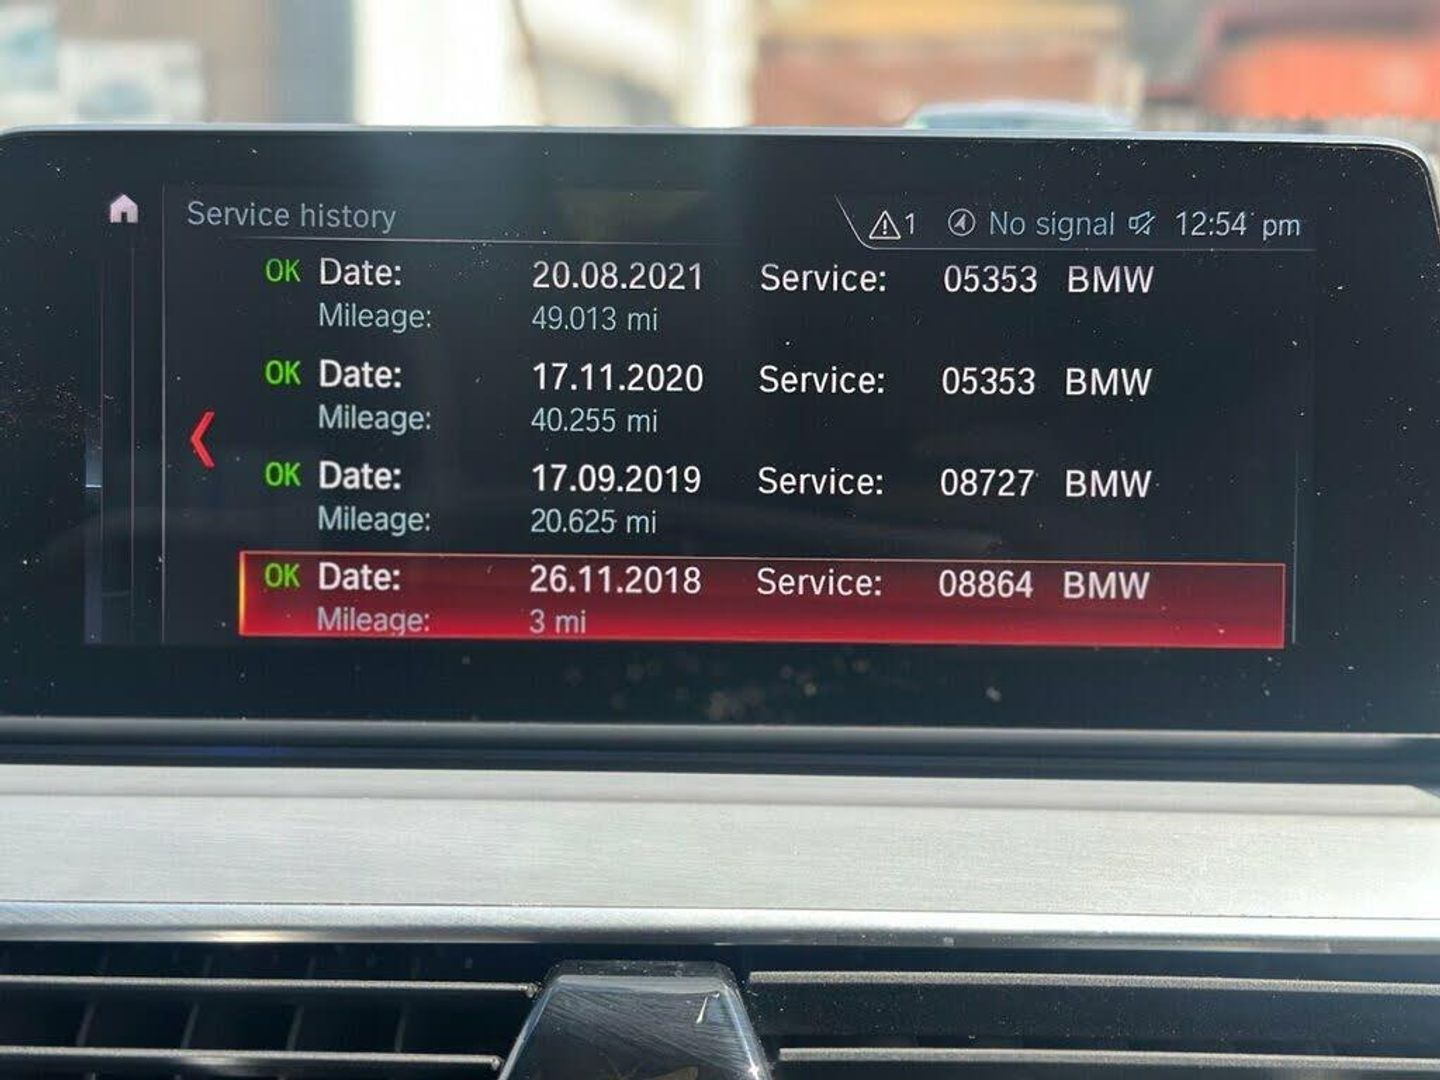 Service history 1 No signal 12:54 pm
OK Date: 20.08.2021 Service: 05353 BMW
Mileage: 49.013 mi
OK Date: 17.11.2020 Service: 05353 BMW
Mileage: 40.255 mi
OK Date: 17.09.2019 Service: 08727 BMW
Mileage: 20.625 mi
OK Date: 26.11.2018 Service: 08864 BMW
Mileage: 3 mi